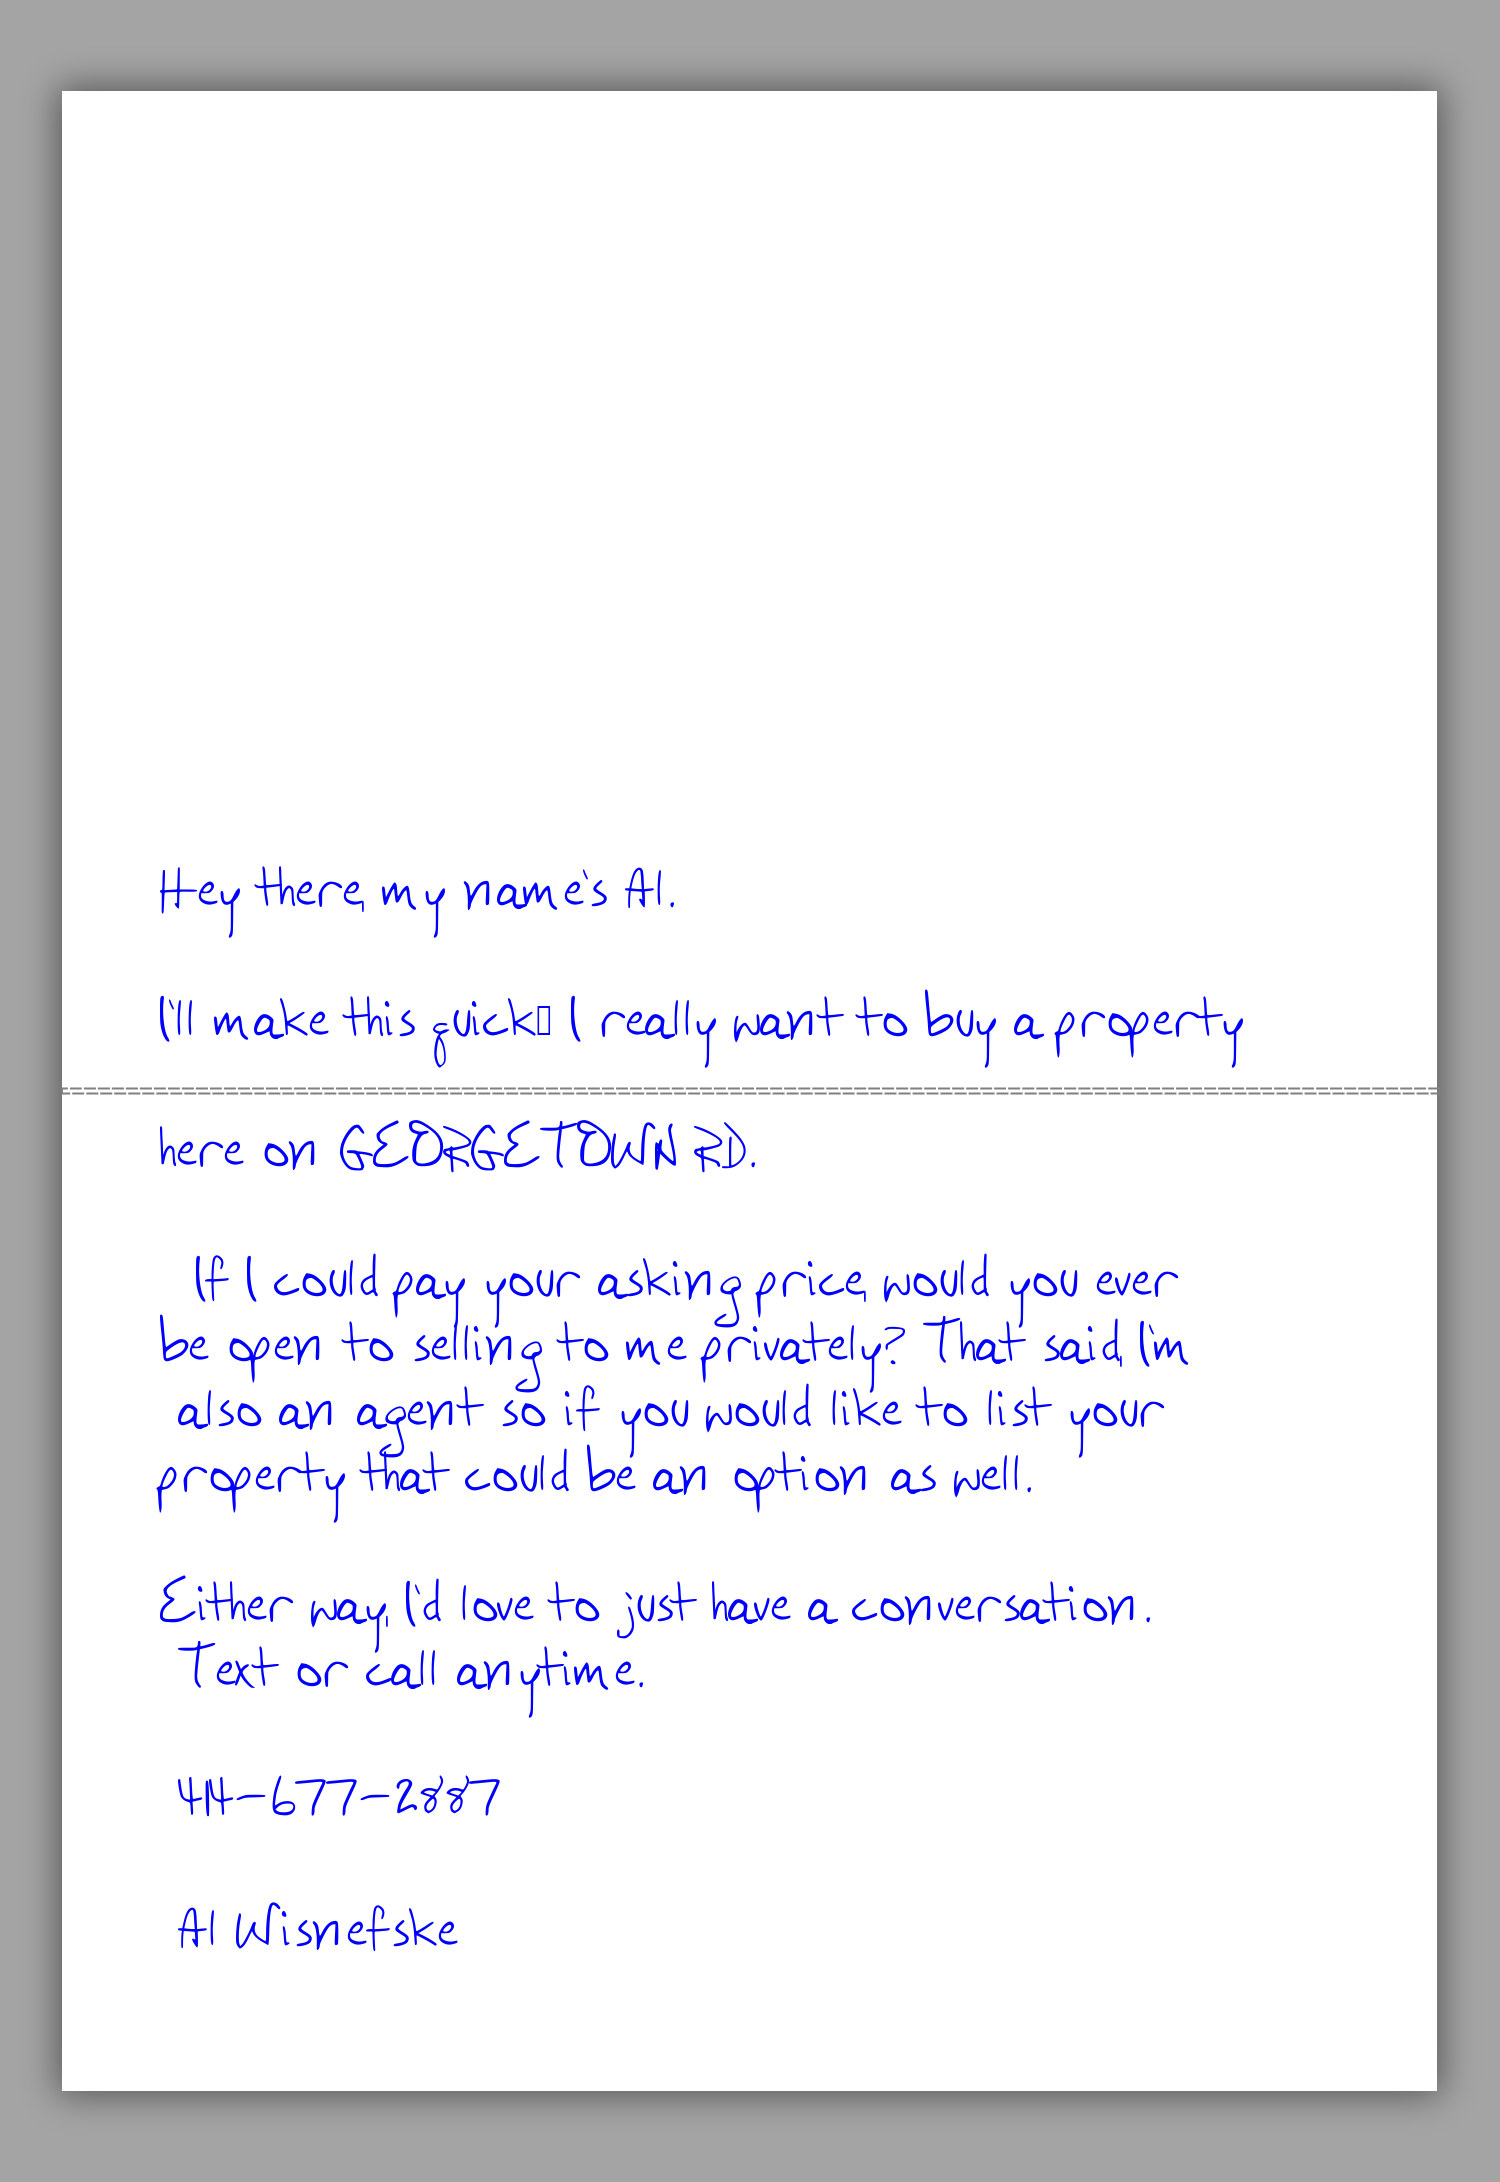 Hey there, my name's Al.
I'll make this quick▯ I really want to buy a property
here on GEORGETOWN RD.
If I could pay your asking price, would you ever
be open to selling to me privately? That said, I'm
also an agent so if you would like to list your
property that could be an option as well.
Either way, I'd love to just have a conversation.
Text or call anytime.
414-677-2887
Al Wisnefske